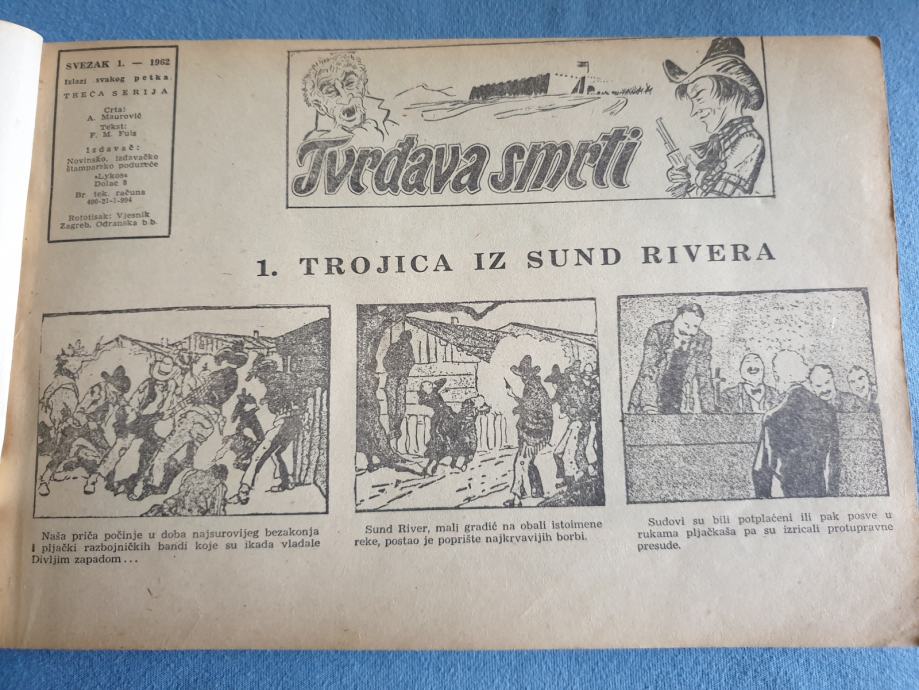 SVEZAK 1. — 1962
Izlazi svakog petka
TREĆA SERIJA
Crta:
A. Maurović
Tekst:
F. M. Fuis
Izdavač:
Novinsko, izdavačko
štamparsko poduzeće
»Lykos«
Dolac 8
Br. tek. računa
400-21-1-994
Rototisak: Vjesnik
Zagreb, Odranska b.b.
Tvrđava smrti
1. TROJICA IZ SUND RIVERA
Naša priča počinje u doba najsurovijeg bezakonja
i pljački razbojničkih bandi koje su ikada vladale
Divljim zapadom...
Sund River, mali gradić na obali istoimene
reke, postao je poprište najkrvavijih borbi.
Sudovi su bili potplaćeni ili pak posve u
rukama pljačkaša pa su izricali protupravne
presude.